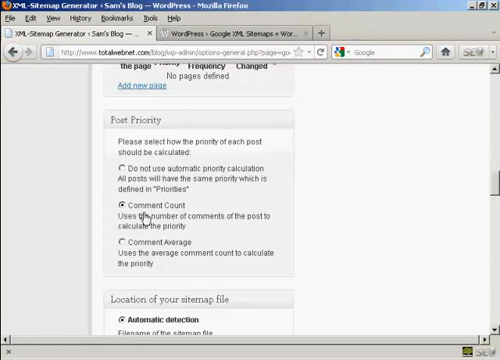 XML-Sitemap Generator ‹ Sam's Blog — WordPress - Mozilla Firefox
File Edit View History Bookmarks Tools Help
XML-Sitemap Generator ‹ Sam's Blog — ...
WordPress › Google XML Sitemaps « Wor...
http://www.totalwebnet.com/blog/wp-admin/options-general.php?page=go
Google
the page Priority Frequency Changed
No pages defined
Add new page
Post Priority
Please select how the priority of each post
should be calculated:
Do not use automatic priority calculation
All posts will have the same priority which is
defined in "Priorities"
Comment Count
Uses the number of comments of the post to
calculate the priority
Comment Average
Uses the average comment count to calculate
the priority
Location of your sitemap file
Automatic detection
Filename of the sitemap file